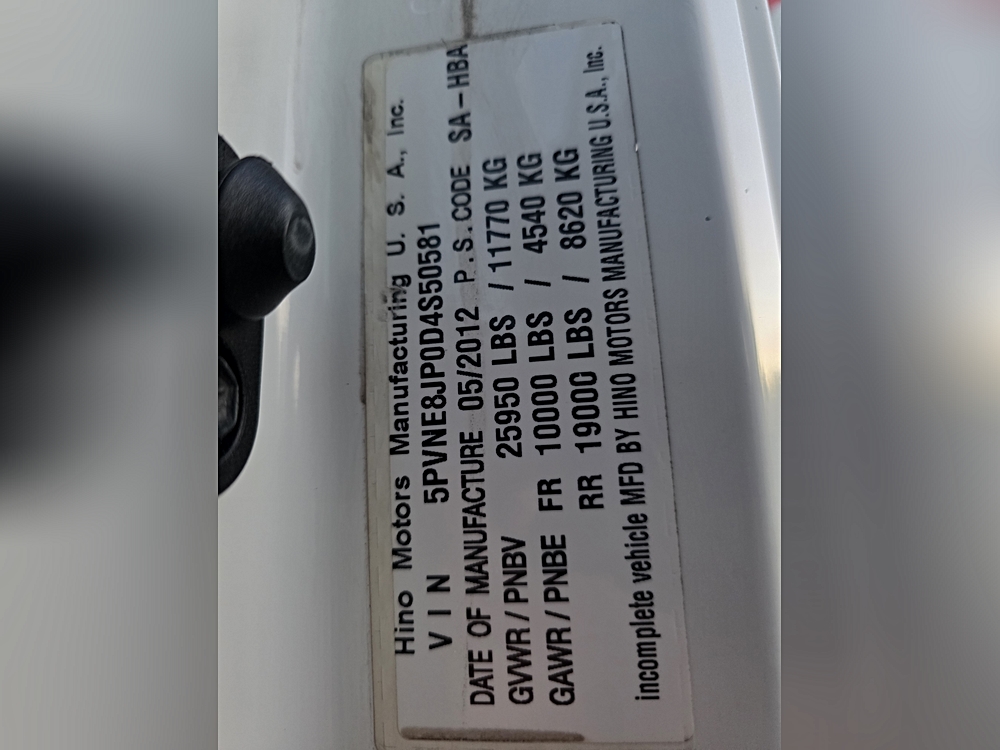 Hino Motors Manufacturing U. S. A., Inc.
VIN 5PVNE8JP0D4S50581
DATE OF MANUFACTURE 05/2012 P.S.CODE SA-HBA
GVWR/PNBV 25950 LBS / 11770 KG
GAWR/PNBE FR 10000 LBS / 4540 KG
RR 19000 LBS / 8620 KG
incomplete vehicle MFD BY HINO MOTORS MANUFACTURING U.S.A., Inc.